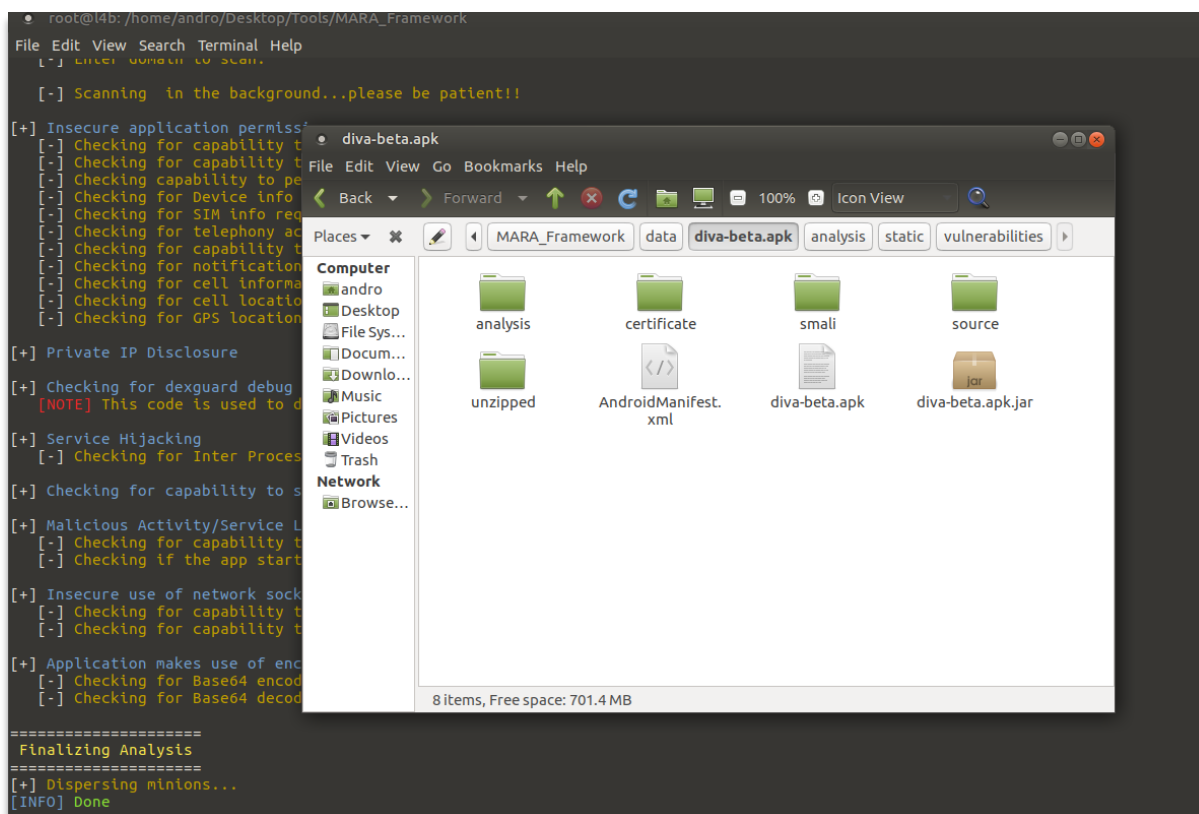 root@l4b: /home/andro/Desktop/Tools/MARA_Framework
File Edit View Search Terminal Help
[-] Enter domain to scan:
[-] Scanning  in the background...please be patient!!
[+] Insecure application permiss
[-] Checking for capability t
[-] Checking for capability t
[-] Checking capability to pe
[-] Checking for Device info
[-] Checking for SIM info req
[-] Checking for telephony ac
[-] Checking for capability t
[-] Checking for notification
[-] Checking for cell informa
[-] Checking for cell locatio
[-] Checking for GPS location
[+] Private IP Disclosure
[+] Checking for dexguard debug
[NOTE] This code is used to d
[+] Service Hijacking
[-] Checking for Inter Proces
[+] Checking for capability to s
[+] Malicious Activity/Service L
[-] Checking for capability t
[-] Checking if the app start
[+] Insecure use of network sock
[-] Checking for capability t
[-] Checking for capability t
[+] Application makes use of enc
[-] Checking for Base64 encod
[-] Checking for Base64 decod
=====================
Finalizing Analysis
=====================
[+] Dispersing minions...
[INFO] Done
diva-beta.apk
File Edit View Go Bookmarks Help
Back Forward 100% Icon View
Places MARA_Framework data diva-beta.apk analysis static vulnerabilities
Computer
andro
Desktop
File Sys...
Docum...
Downlo...
Music
Pictures
Videos
Trash
Network
Browse...
analysis certificate smali source
unzipped AndroidManifest. diva-beta.apk diva-beta.apk.jar
xml
</>
jar
8 items, Free space: 701.4 MB